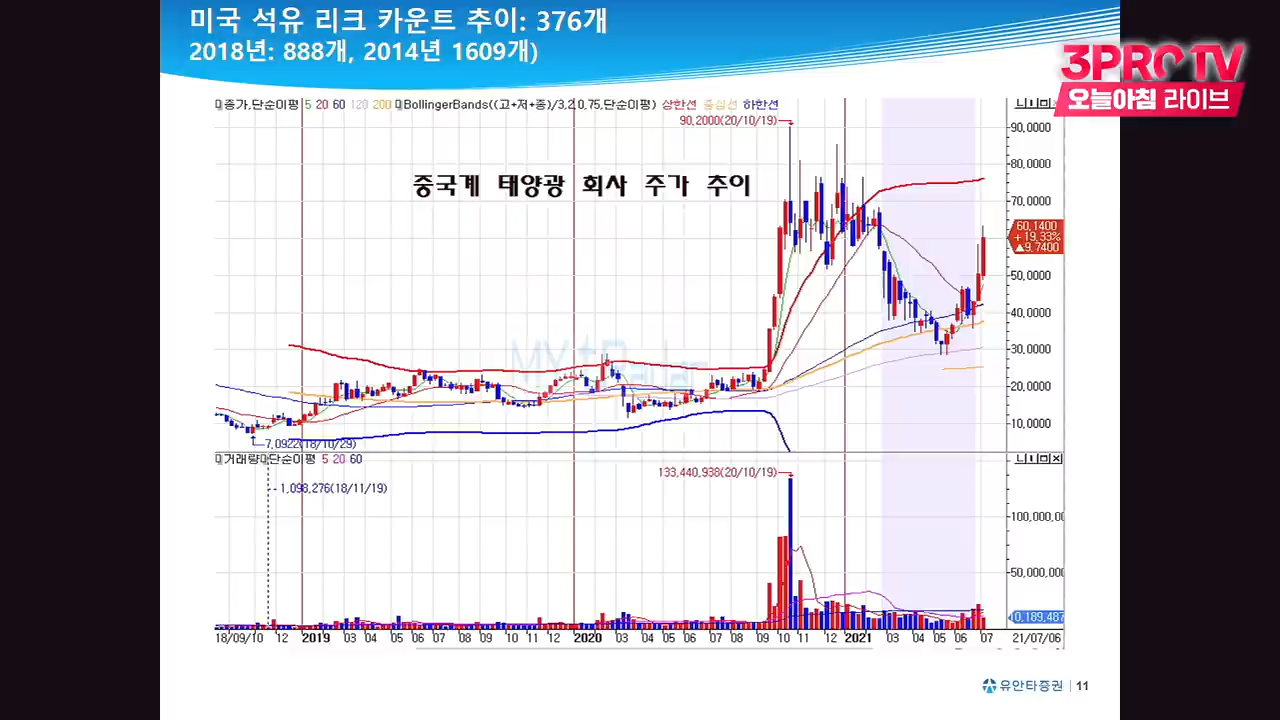 미국 석유 리크 카운트 추이: 376개
2018년: 888개, 2014년 1609개)
3PRO TV
오늘아침 라이브
종가,단순이평 5 20 60 120 200 BollingerBands((고+저+종)/3,2,0.75,단순이평) 상한선 중심선 하한선
90,2000(20/10/19)
90,0000
중국계 태양광 회사 주가 추이
80,0000
70,0000
60,1400
+19,33%
▲9,7400
50,0000
40,0000
30,0000
20,0000
10,0000
7,0922(18/10/29)
거래량 단순이평 5 20 60
133,440,938(20/10/19)
1,098,276(18/11/19)
100,000,00
50,000,000
0,189,487
18/09/10 12 2019 03 04 05 06 08 09 10 11 12 2020 03 04 05 06 07 08 09 10 11 12 2021 03 04 05 06 07 21/07/06
유안타증권 11